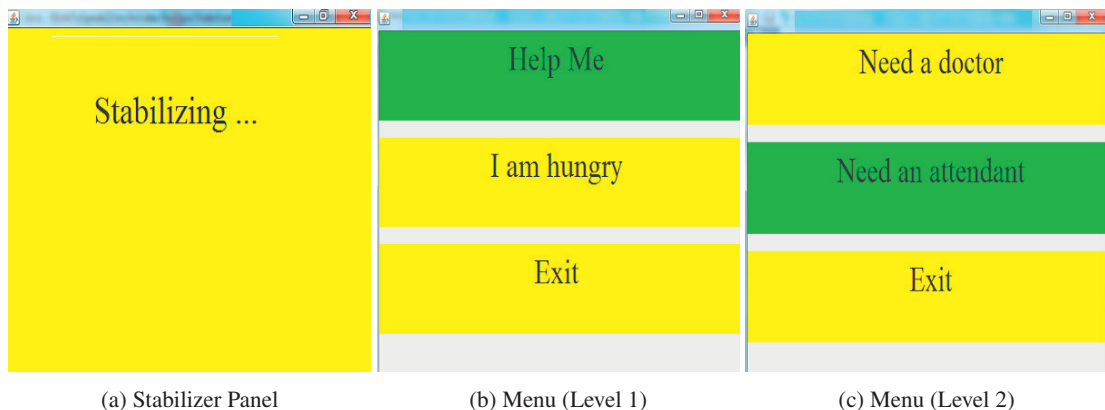 Stabilizing ...
Help Me
I am hungry
Exit
Need a doctor
Need an attendant
Exit
(a) Stabilizer Panel
(b) Menu (Level 1)
(c) Menu (Level 2)